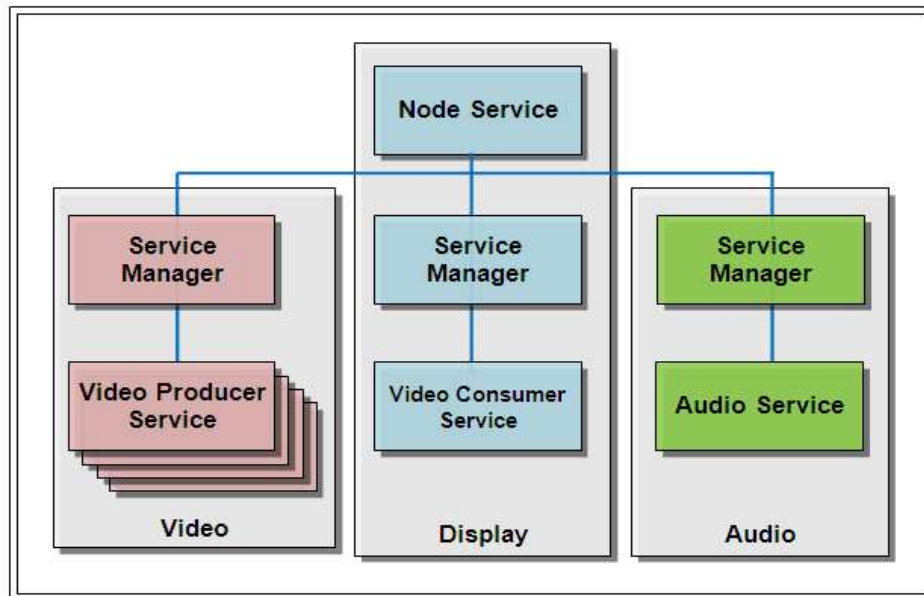 Node Service
Service
Manager
Service
Manager
Service
Manager
Video Producer
Service
Video Consumer
Service
Audio Service
Video
Display
Audio